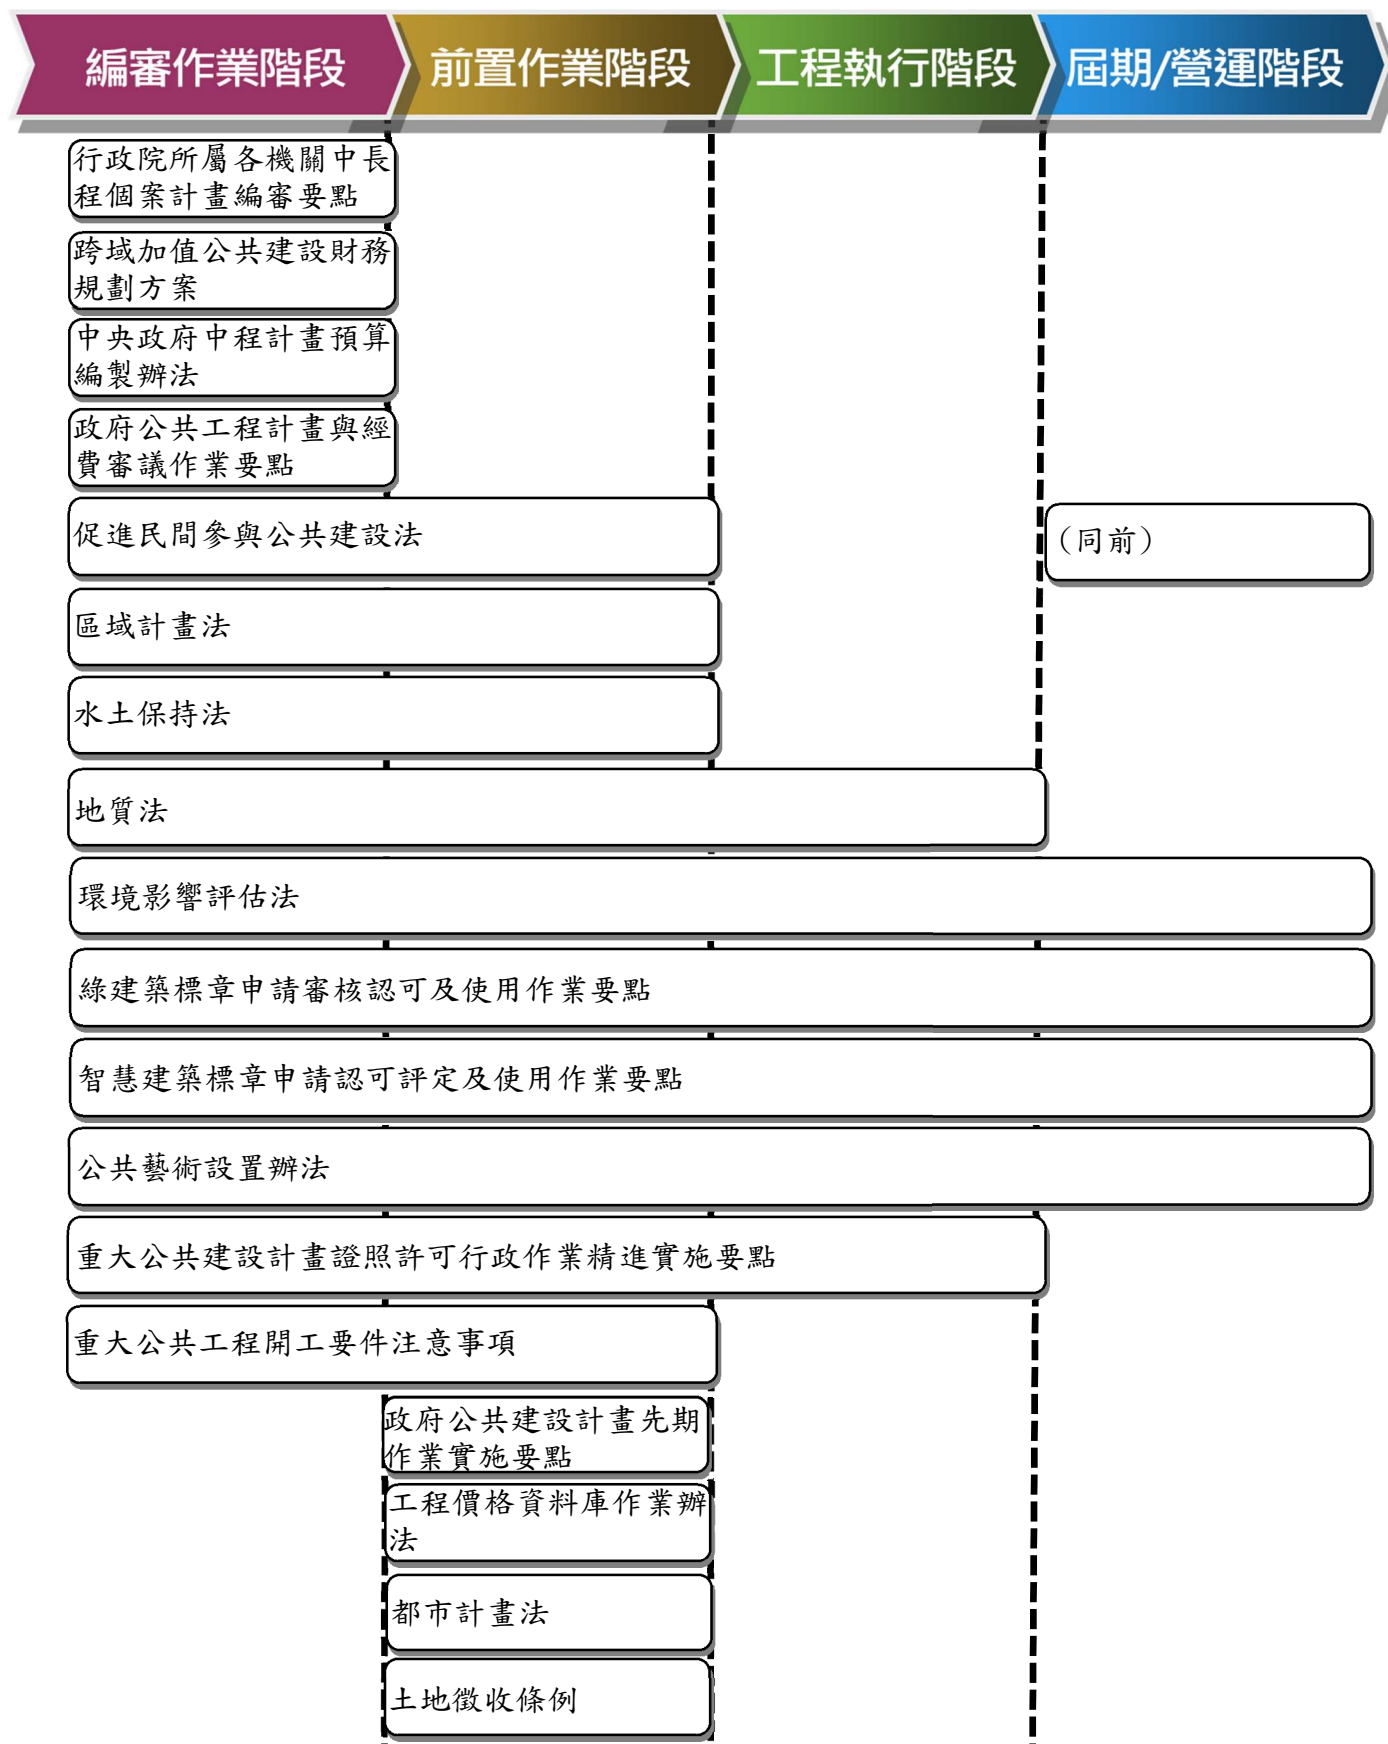 編審作業階段
前置作業階段
工程執行階段
屆期/營運階段
行政院所屬各機關中長
程個案計畫編審要點
跨域加值公共建設財務
規劃方案
中央政府中程計畫預算
編製辦法
政府公共工程計畫與經
費審議作業要點
促進民間參與公共建設法
（同前）
區域計畫法
水土保持法
地質法
環境影響評估法
綠建築標章申請審核認可及使用作業要點
智慧建築標章申請認可評定及使用作業要點
公共藝術設置辦法
重大公共建設計畫證照許可行政作業精進實施要點
重大公共工程開工要件注意事項
政府公共建設計畫先期
作業實施要點
工程價格資料庫作業辦
法
都市計畫法
土地徵收條例